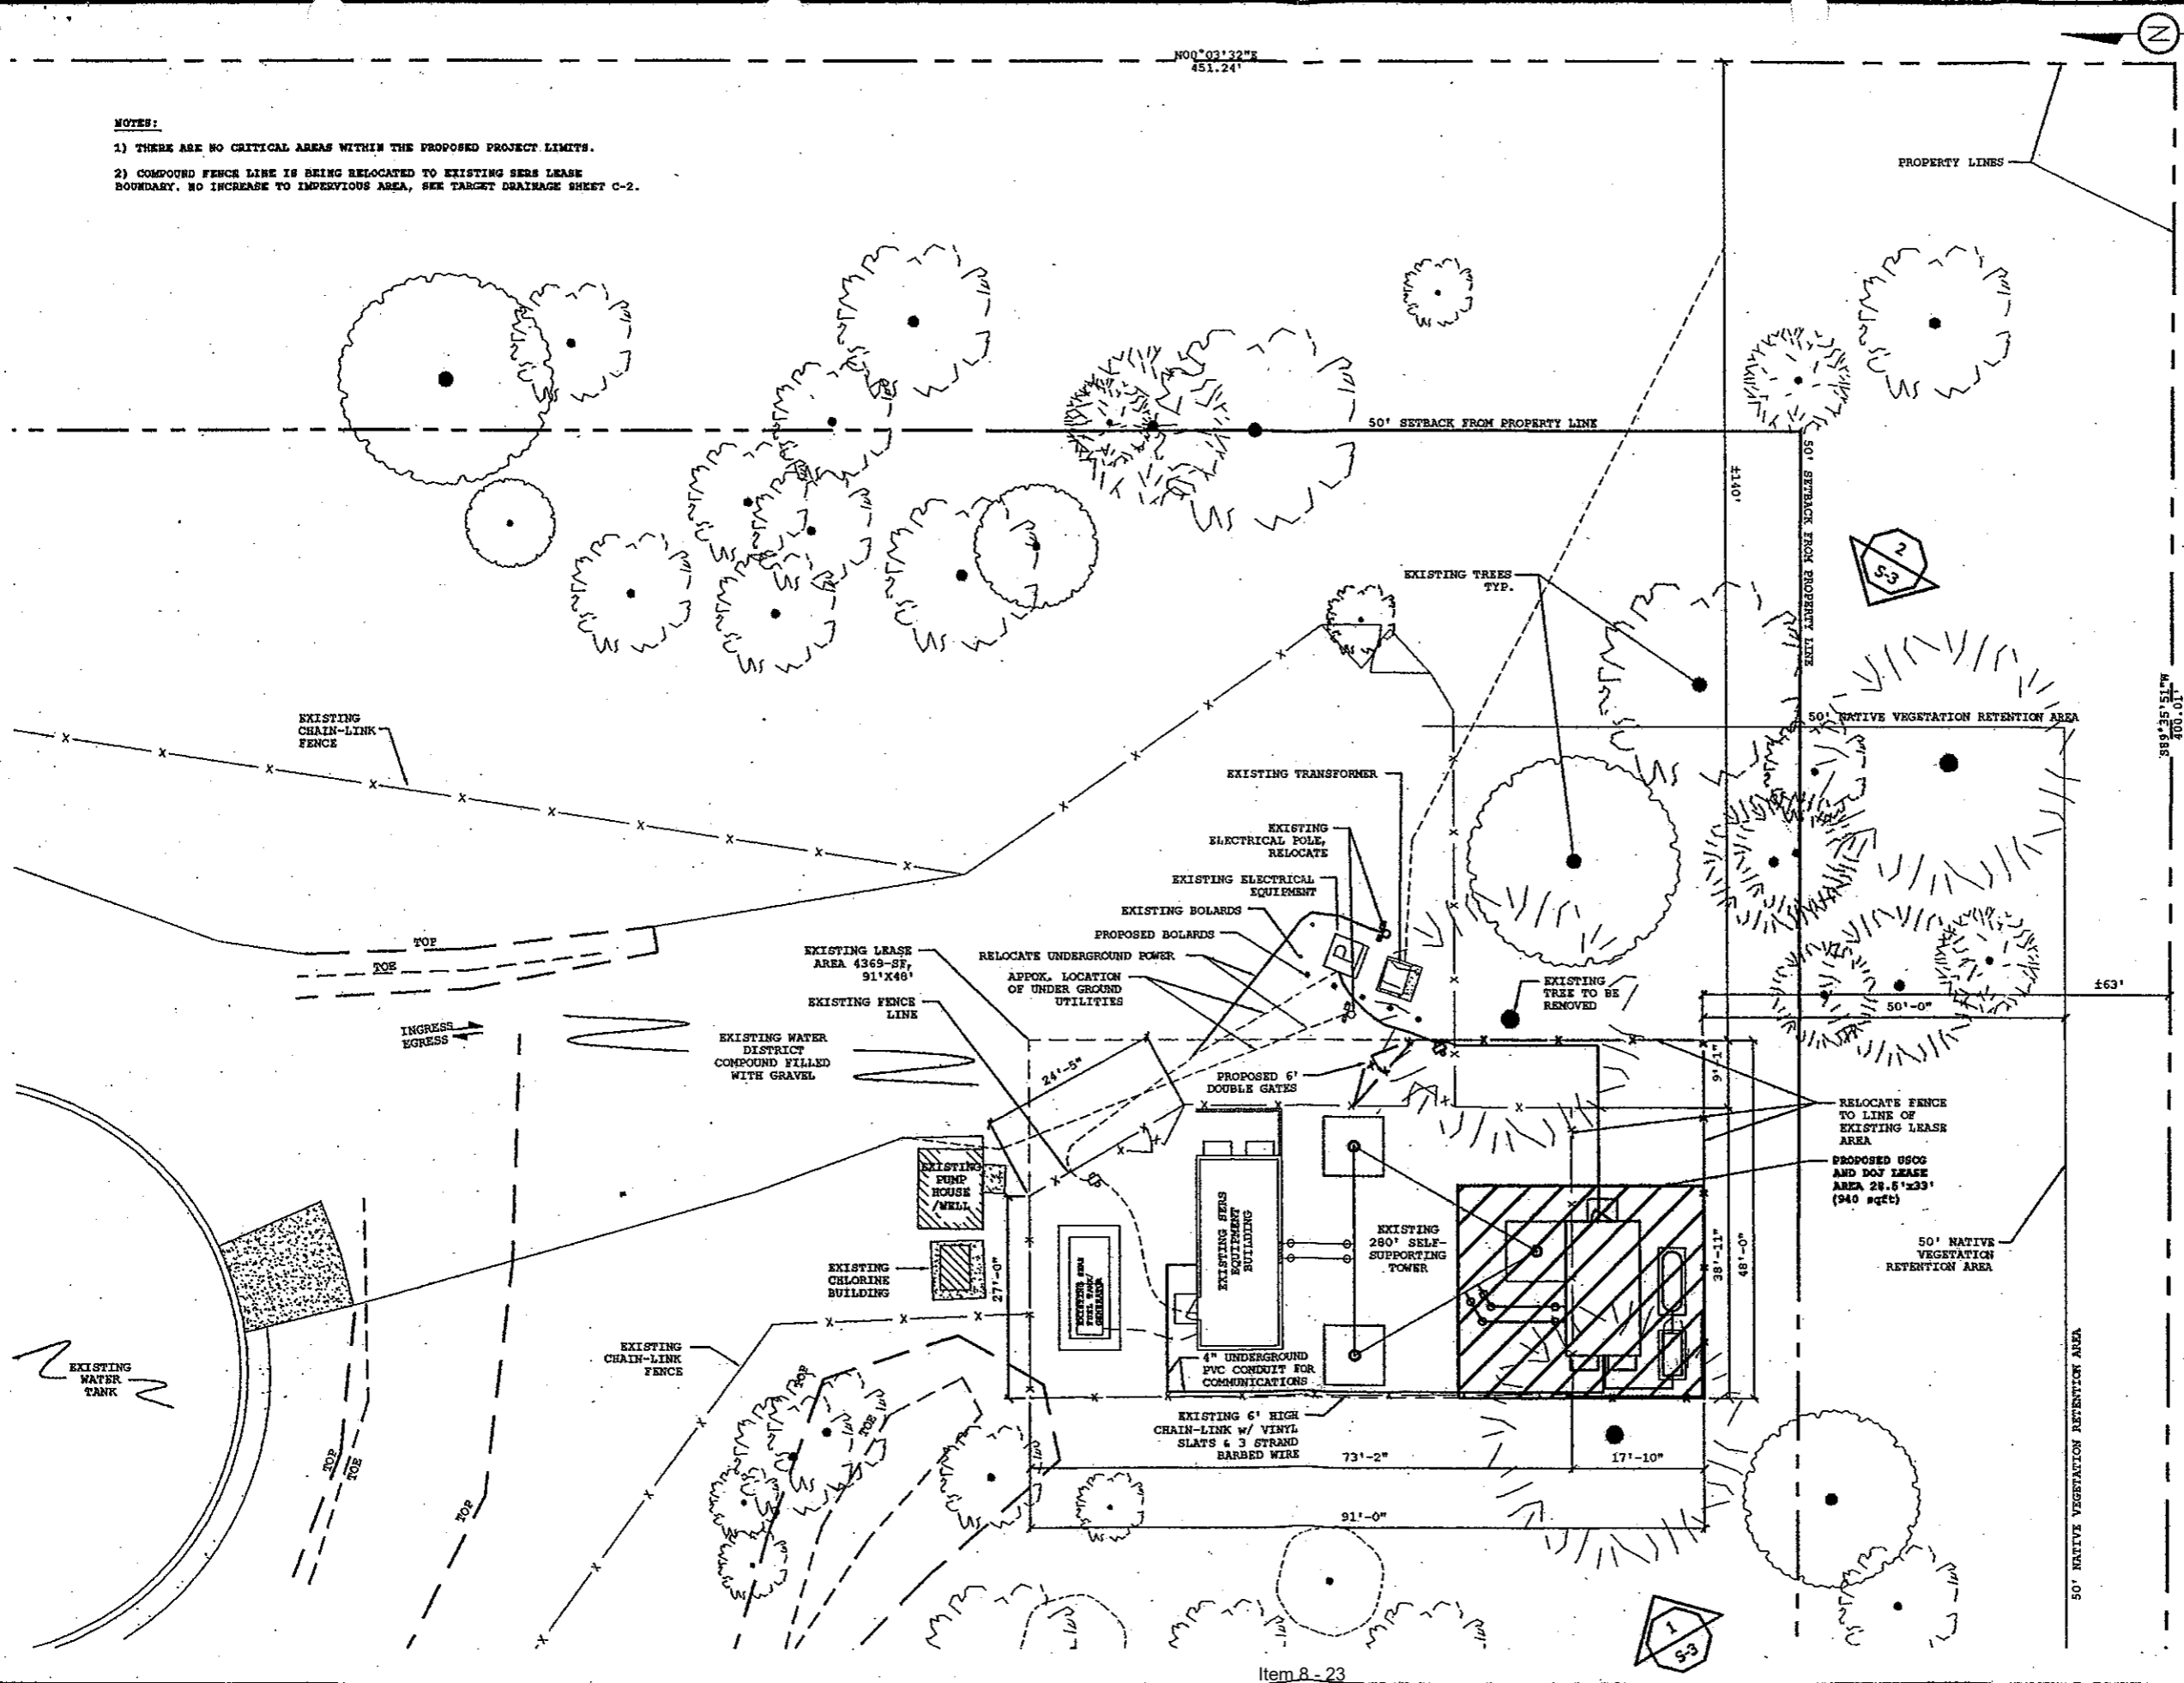 N00°03'32"E
451.24'
N
NOTES:
1) THERE ARE NO CRITICAL AREAS WITHIN THE PROPOSED PROJECT LIMITS.
2) COMPOUND FENCE LINE IS BEING RELOCATED TO EXISTING SERS LEASE
BOUNDARY. NO INCREASE TO IMPERVIOUS AREA, SEE TARGET DRAINAGE SHEET C-2.
PROPERTY LINES
50' SETBACK FROM PROPERTY LINE
50' SETBACK FROM PROPERTY LINE
±140'
2
S-3
EXISTING TREES
TYP.
S89°35'51"W
400.01'
50' NATIVE VEGETATION RETENTION AREA
EXISTING
CHAIN-LINK
FENCE
EXISTING TRANSFORMER
EXISTING
ELECTRICAL POLE,
RELOCATE
EXISTING ELECTRICAL
EQUIPMENT
EXISTING BOLARDS
PROPOSED BOLARDS
RELOCATE UNDERGROUND POWER
APPOX. LOCATION
OF UNDER GROUND
UTILITIES
P
EXISTING LEASE
AREA 4369-SF,
91'X48'
EXISTING FENCE
LINE
TOP
TOE
INGRESS
EGRESS
EXISTING WATER
DISTRICT
COMPOUND FILLED
WITH GRAVEL
EXISTING
TREE TO BE
REMOVED
±63'
50'-0"
24'-5"
PROPOSED 6'
DOUBLE GATES
9'-1"
RELOCATE FENCE
TO LINE OF
EXISTING LEASE
AREA
PROPOSED USCG
AND DOJ LEASE
AREA 28.5'x33'
(940 sqft)
EXISTING
PUMP
HOUSE
/WELL
EXISTING SERS
EQUIPMENT
BUILDING
EXISTING
280' SELF-
SUPPORTING
TOWER
38'-11"
48'-0"
50' NATIVE
VEGETATION
RETENTION AREA
EXISTING
CHLORINE
BUILDING
27'-0"
EXISTING SERS
FUEL TANK/
GENERATOR
EXISTING
CHAIN-LINK
FENCE
4" UNDERGROUND
PVC CONDUIT FOR
COMMUNICATIONS
EXISTING
WATER
TANK
TOP
TOE
EXISTING 6' HIGH
CHAIN-LINK w/ VINYL
SLATS & 3 STRAND
BARBED WIRE
73'-2"
17'-10"
TOP
TOE
TOP
91'-0"
50' NATIVE VEGETATION RETENTION AREA
1
S-3
Item 8 - 23